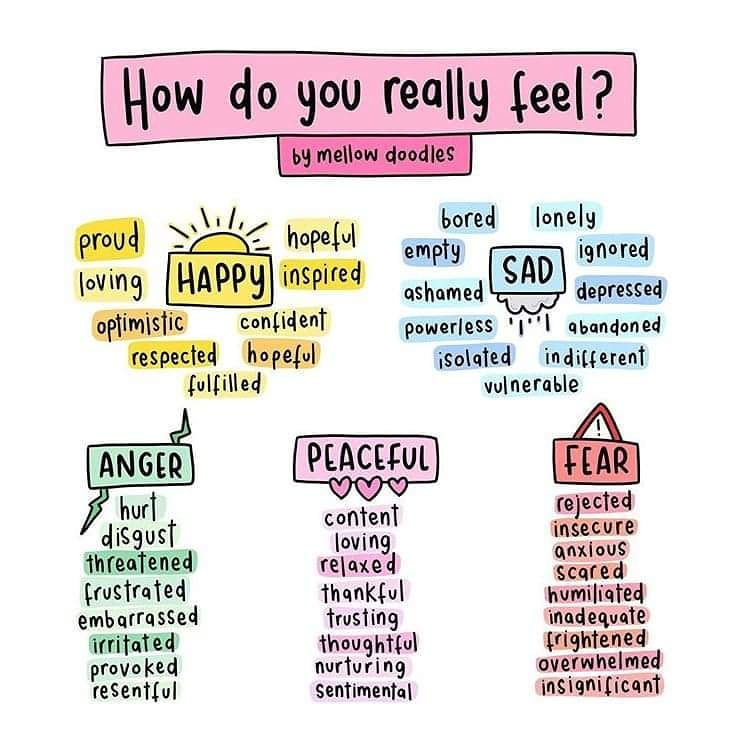 How do you really feel?
by mellow doodles
HAPPY
proud
hopeful
loving
inspired
optimistic
confident
respected
hopeful
fulfilled
SAD
bored
lonely
empty
ignored
ashamed
depressed
powerless
abandoned
isolated
indifferent
vulnerable
ANGER
hurt
disgust
threatened
frustrated
embarrassed
irritated
provoked
resentful
PEACEFUL
content
loving
relaxed
thankful
trusting
thoughtful
nurturing
sentimental
FEAR
rejected
insecure
anxious
scared
humiliated
inadequate
frightened
overwhelmed
insignificant